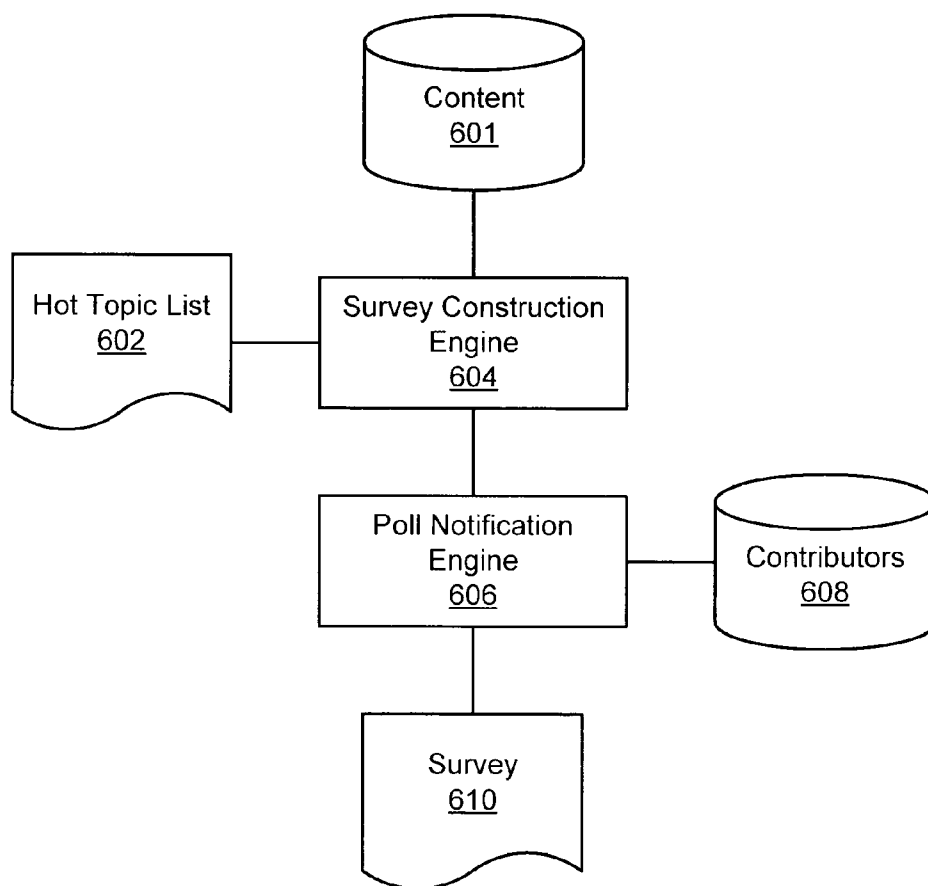 Content
601
Hot Topic List
602
Survey Construction
Engine
604
Poll Notification
Engine
606
Contributors
608
Survey
610